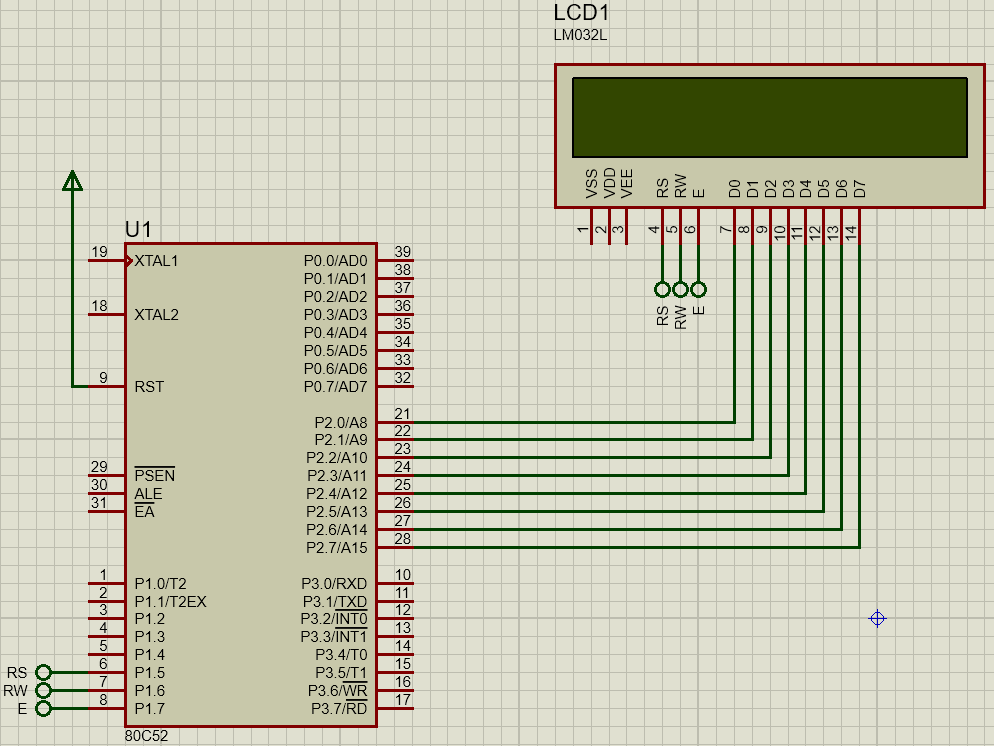 LCD1
LM032L
VSS VDD VEE RS RW E D0 D1 D2 D3 D4 D5 D6 D7
1 2 3 4 5 6 7 8 9 10 11 12 13 14
RS RW E
U1
19 XTAL1 P0.0/AD0 39
P0.1/AD1 38
P0.2/AD2 37
18 XTAL2 P0.3/AD3 36
P0.4/AD4 35
P0.5/AD5 34
P0.6/AD6 33
9 RST P0.7/AD7 32
P2.0/A8 21
P2.1/A9 22
P2.2/A10 23
29 PSEN P2.3/A11 24
30 ALE P2.4/A12 25
31 EA P2.5/A13 26
P2.6/A14 27
P2.7/A15 28
1 P1.0/T2 P3.0/RXD 10
2 P1.1/T2EX P3.1/TXD 11
3 P1.2 P3.2/INT0 12
4 P1.3 P3.3/INT1 13
5 P1.4 P3.4/T0 14
RS 6 P1.5 P3.5/T1 15
RW 7 P1.6 P3.6/WR 16
E 8 P1.7 P3.7/RD 17
80C52